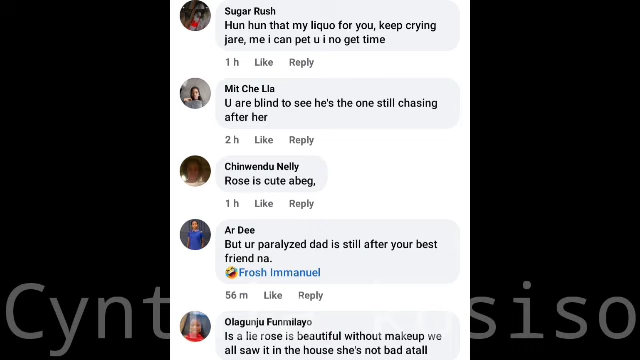 Sugar Rush
Hun hun that my liquo for you, keep crying
jare, me i can pet u i no get time
1 h Like Reply
Mit Che Lla
U are blind to see he's the one still chasing
after her
2 h Like Reply
Chinwendu Nelly
Rose is cute abeg,
1 h Like Reply
Ar Dee
But ur paralyzed dad is still after your best
friend na.
🤣Frosh Immanuel
56 m Like Reply
Olagunju Funmilayo
Is a lie rose is beautiful without makeup we
all saw it in the house she's not bad atall